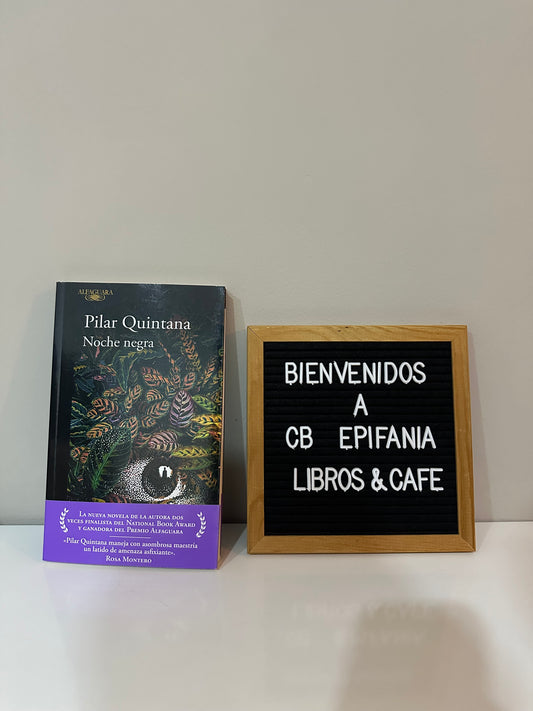 ALFAGUARA
Pilar Quintana
Noche negra
La nueva novela de la autora dos
veces finalista del National Book Award
y ganadora del Premio Alfaguara
«Pilar Quintana maneja con asombrosa maestría
un latido de amenaza asfixiante».
Rosa Montero
BIENVENIDOS
A
CB EPIFANIA
LIBROS & CAFE